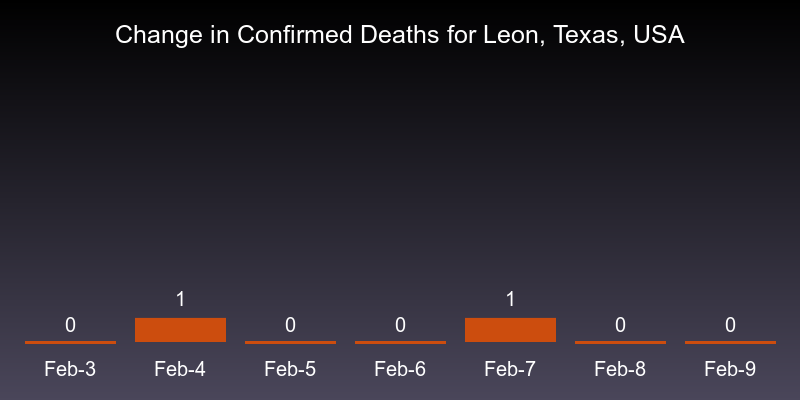 Change in Confirmed Deaths for Leon, Texas, USA
1 1
0 0 0 0 0
Feb-3 Feb-4 Feb-5 Feb-6 Feb-7 Feb-8 Feb-9